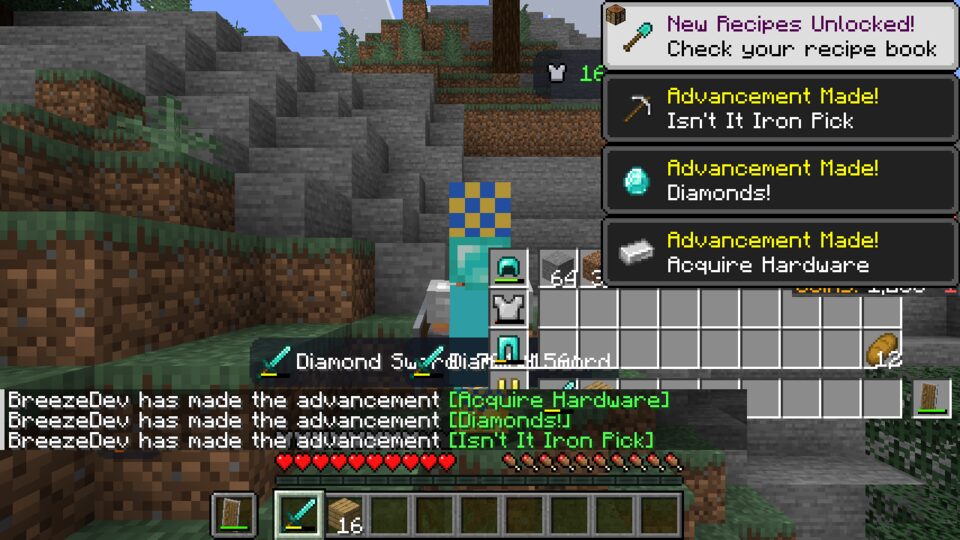 New Recipes Unlocked!
Check your recipe book
16
Advancement Made!
Isn't It Iron Pick
Advancement Made!
Diamonds!
Advancement Made!
Acquire Hardware
64
12
Diamond
BreezeDev has made the advancement [Acquire Hardware]
BreezeDev has made the advancement [Diamonds!]
BreezeDev has made the advancement [Isn't It Iron Pick]
16